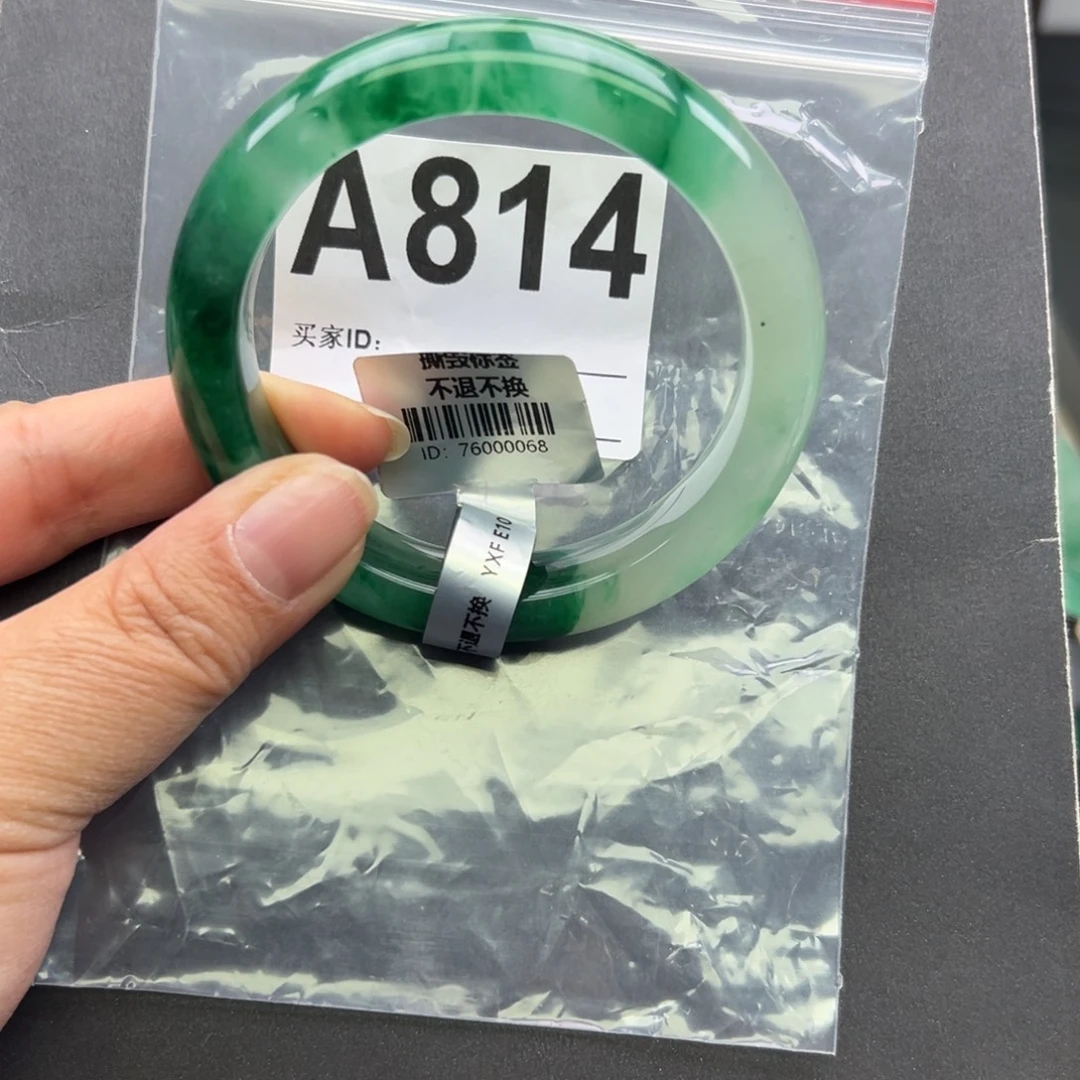 A814
买家ID:
撕毁标签
不退不换
ID: 76000068
YXF E10
不退不换